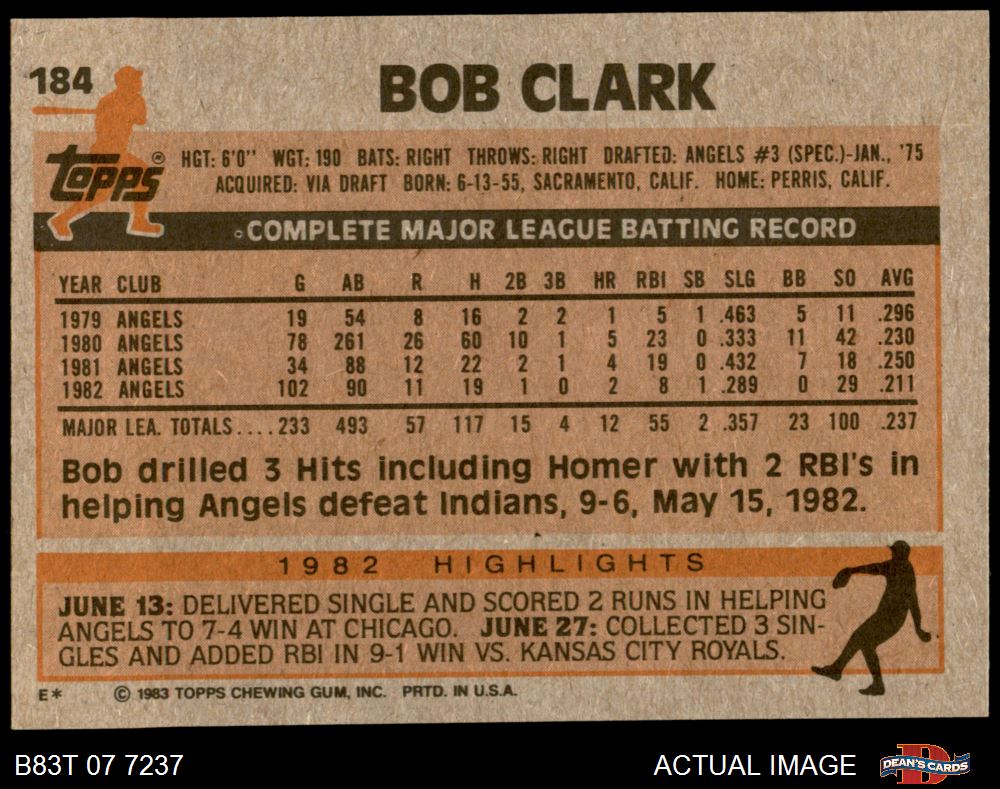 184
BOB CLARK
Topps®
HGT: 6'0" WGT: 190 BATS: RIGHT THROWS: RIGHT DRAFTED: ANGELS #3 (SPEC.)-JAN., '75
ACQUIRED: VIA DRAFT BORN: 6-13-55, SACRAMENTO, CALIF. HOME: PERRIS, CALIF.
COMPLETE MAJOR LEAGUE BATTING RECORD
YEAR CLUB G AB R H 2B 3B HR RBI SB SLG BB SO AVG
1979 ANGELS 19 54 8 16 2 2 1 5 1 .463 5 11 .296
1980 ANGELS 78 261 26 60 10 1 5 23 0 .333 11 42 .230
1981 ANGELS 34 88 12 22 2 1 4 19 0 .432 7 18 .250
1982 ANGELS 102 90 11 19 1 0 2 8 1 .289 0 29 .211
MAJOR LEA. TOTALS....233 493 57 117 15 4 12 55 2 .357 23 100 .237
Bob drilled 3 Hits including Homer with 2 RBI's in
helping Angels defeat Indians, 9-6, May 15, 1982.
1982 HIGHLIGHTS
JUNE 13: DELIVERED SINGLE AND SCORED 2 RUNS IN HELPING
ANGELS TO 7-4 WIN AT CHICAGO. JUNE 27: COLLECTED 3 SIN-
GLES AND ADDED RBI IN 9-1 WIN VS. KANSAS CITY ROYALS.
E* © 1983 TOPPS CHEWING GUM, INC. PRTD. IN U.S.A.
B83T 07 7237 ACTUAL IMAGE D DEAN'S CARDS